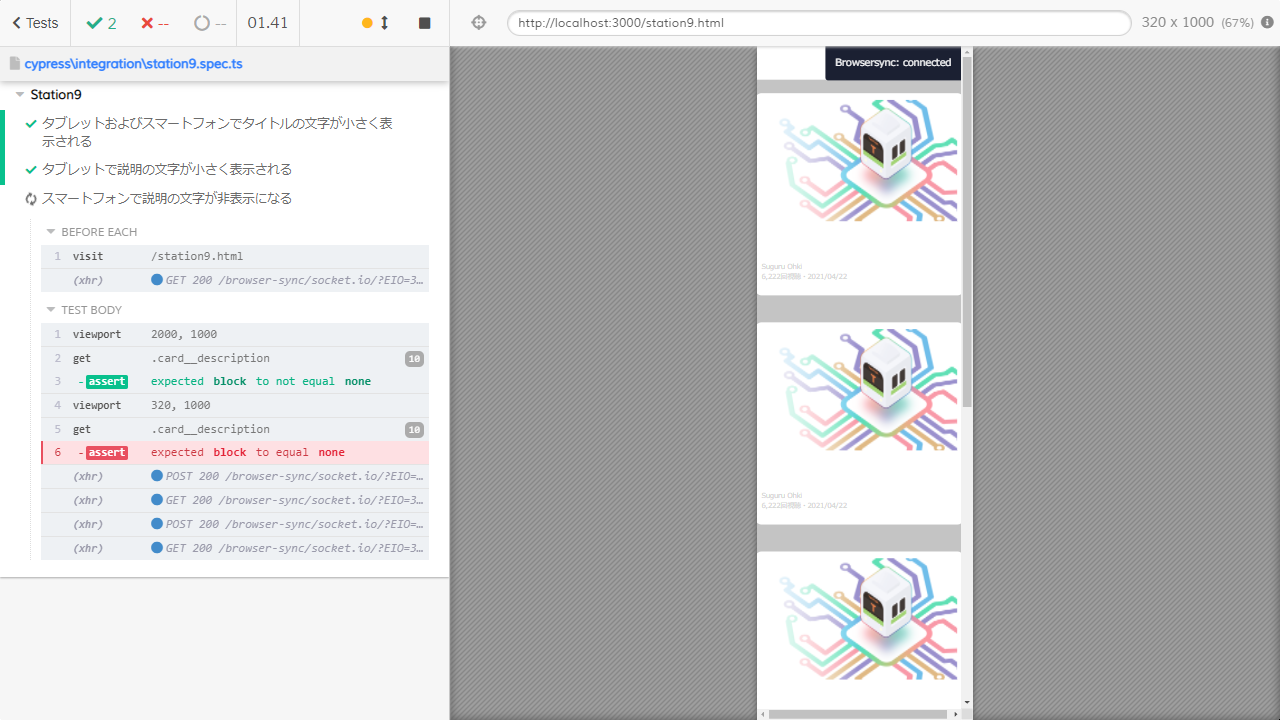 Tests
2
--
--
01.41
http://localhost:3000/station9.html
320 x 1000 (67%)
cypress\integration\station9.spec.ts
Station9
タブレットおよびスマートフォンでタイトルの文字が小さく表
示される
タブレットで説明の文字が小さく表示される
スマートフォンで説明の文字が非表示になる
BEFORE EACH
1 visit /station9.html
(xhr) GET 200 /browser-sync/socket.io/?EIO=3…
TEST BODY
1 viewport 2000, 1000
2 get .card__description 10
3 -assert expected block to not equal none
4 viewport 320, 1000
5 get .card__description 10
6 -assert expected block to equal none
(xhr) POST 200 /browser-sync/socket.io/?EIO=…
(xhr) GET 200 /browser-sync/socket.io/?EIO=3…
(xhr) POST 200 /browser-sync/socket.io/?EIO=…
(xhr) GET 200 /browser-sync/socket.io/?EIO=3…
Browsersync: connected
Suguru Ohki
6,222回視聴・2021/04/22
Suguru Ohki
6,222回視聴・2021/04/22